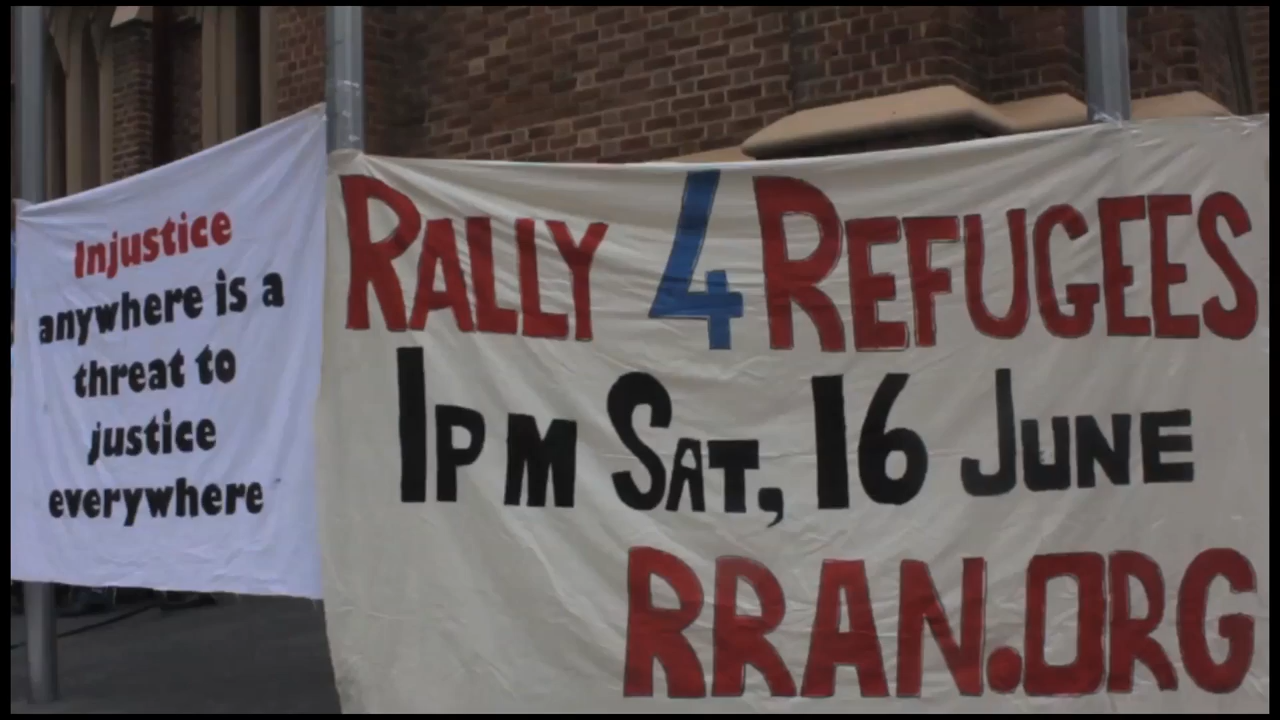 Injustice
anywhere is a
threat to
justice
everywhere
RALLY 4 REFUGEES
1PM SAT, 16 JUNE
RRAN.ORG